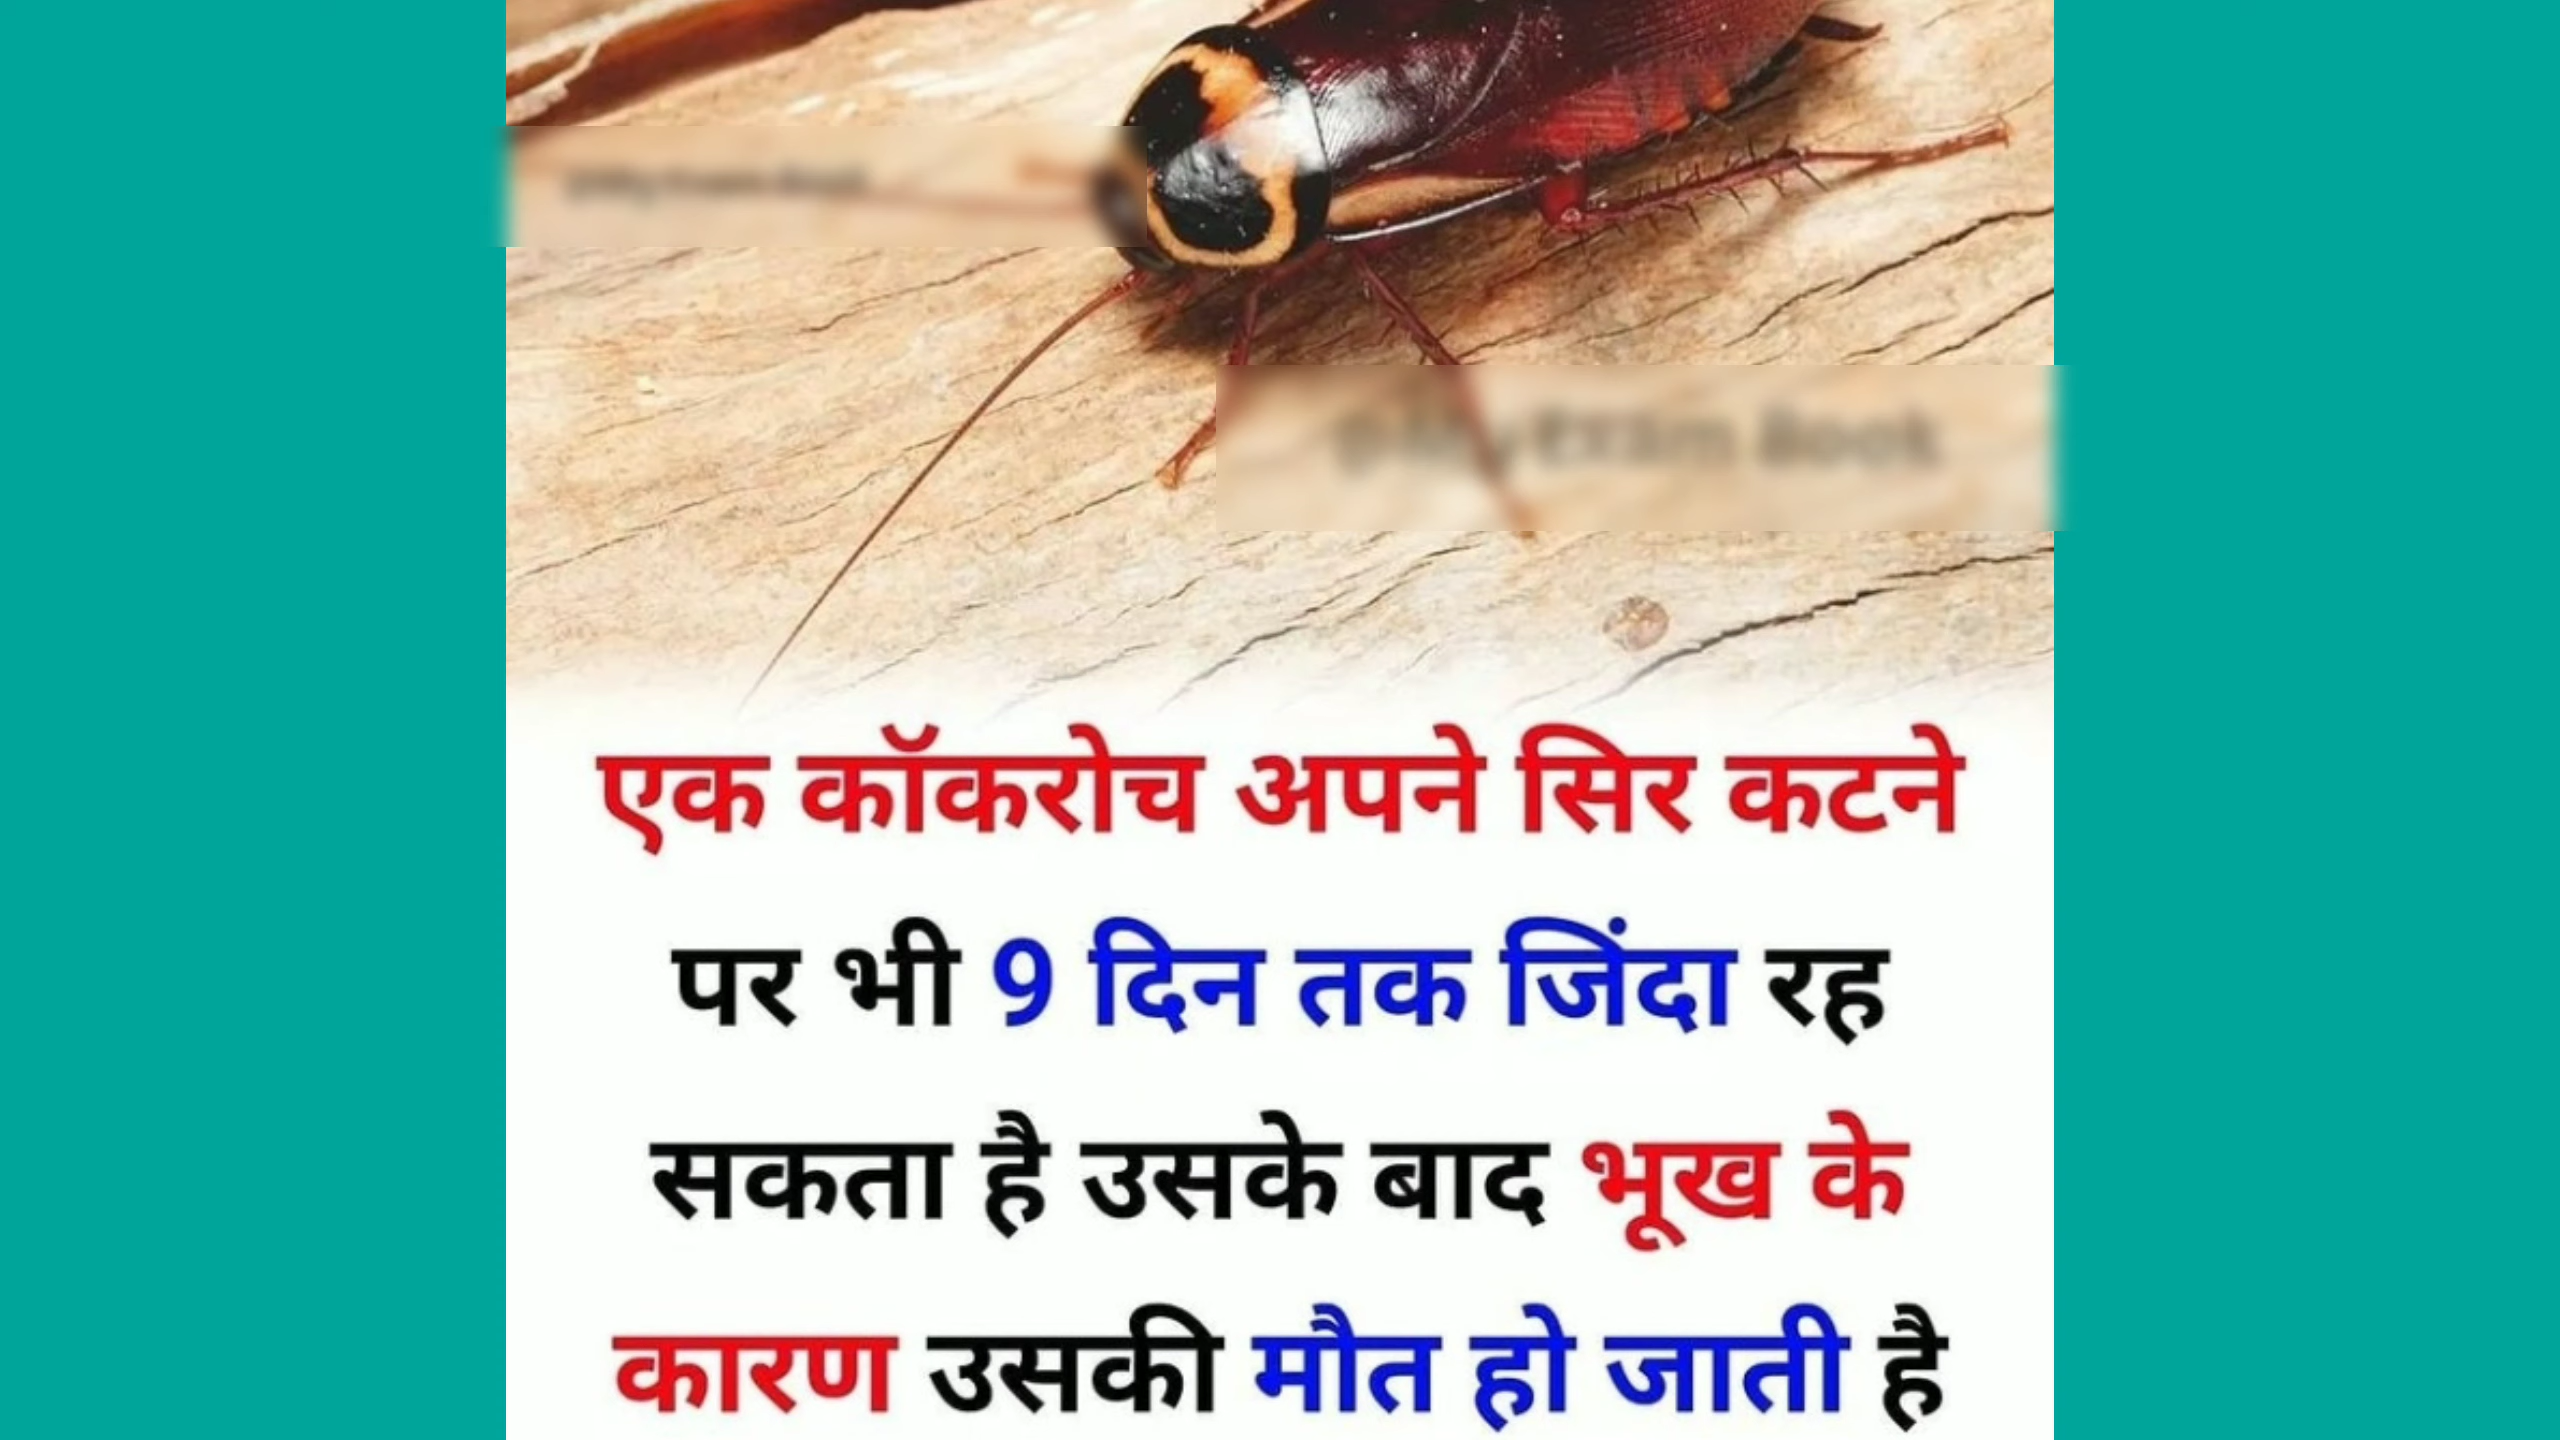 एक कॉकरोच अपने सिर कटने
पर भी 9 दिन तक जिंदा रह
सकता है उसके बाद भूख के
कारण उसकी मौत हो जाती है